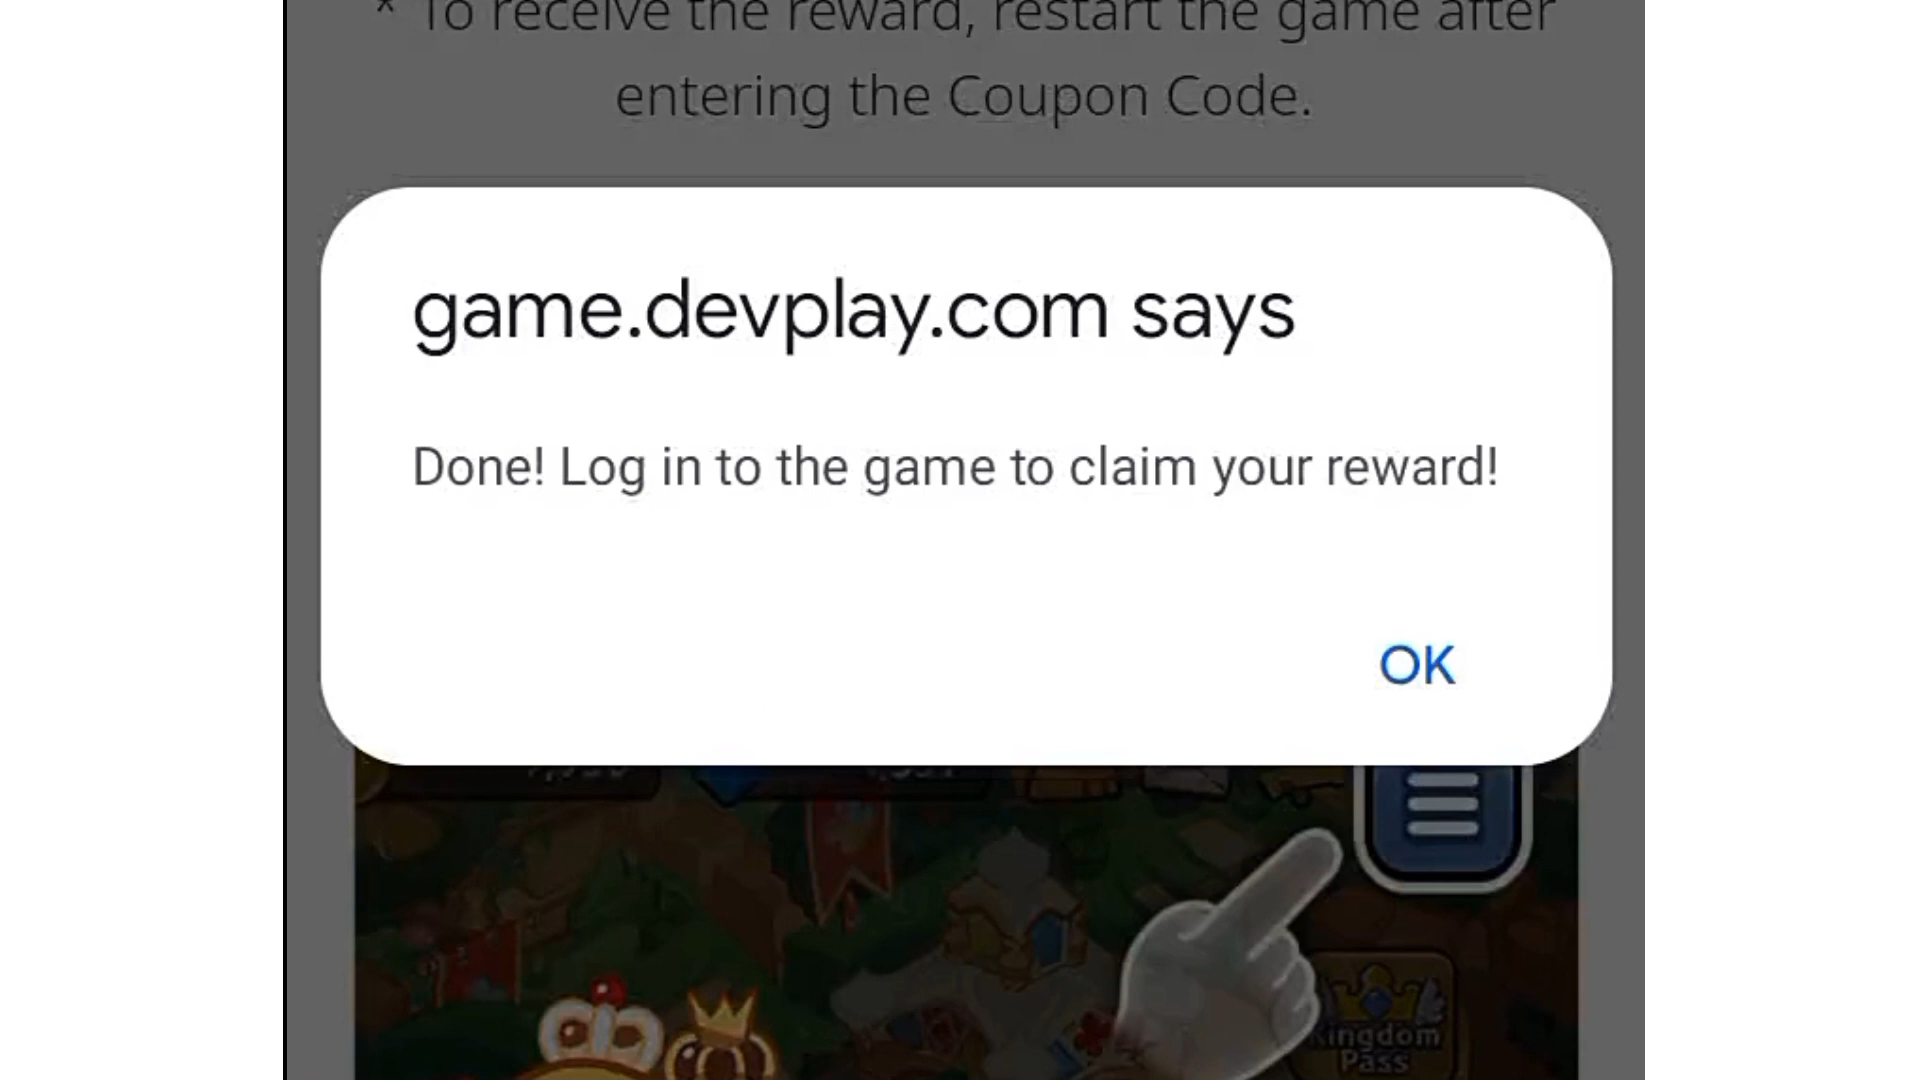 * To receive the reward, restart the game after
entering the Coupon Code.
game.devplay.com says
Done! Log in to the game to claim your reward!
OK
Kingdom
Pass